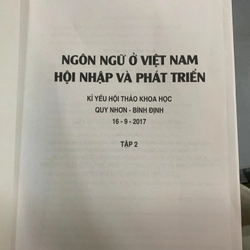 NGÔN NGỮ Ở VIỆT NAM
HỘI NHẬP VÀ PHÁT TRIỂN
KỈ YẾU HỘI THẢO KHOA HỌC
QUY NHƠN - BÌNH ĐỊNH
16 - 9 - 2017
TẬP 2